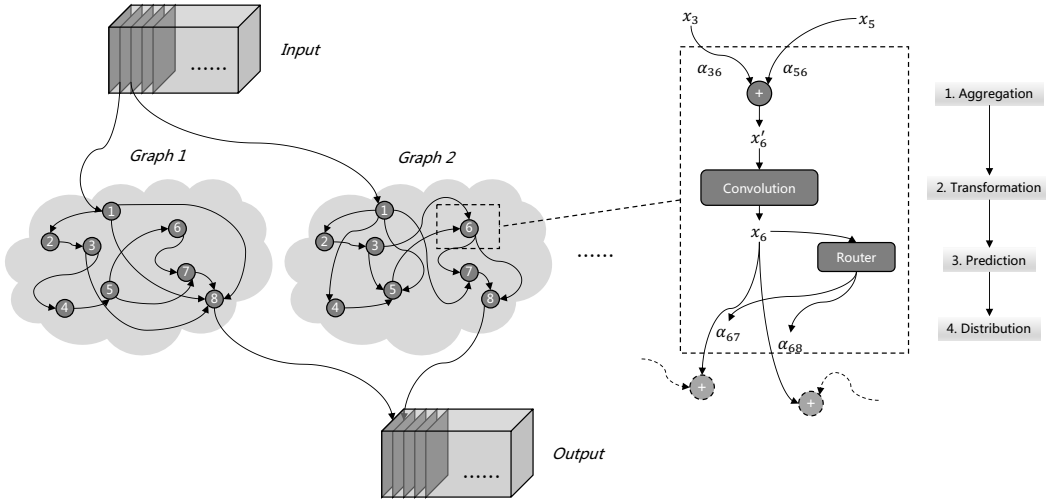 Input
......
Graph 1
1
2
3
4
5
6
7
8
Graph 2
1
2
3
4
5
6
7
8
......
Output
......
x₃
x₅
α₃₆
α₅₆
+
x₆′
Convolution
x₆
Router
α₆₇
α₆₈
+
+
1. Aggregation
2. Transformation
3. Prediction
4. Distribution